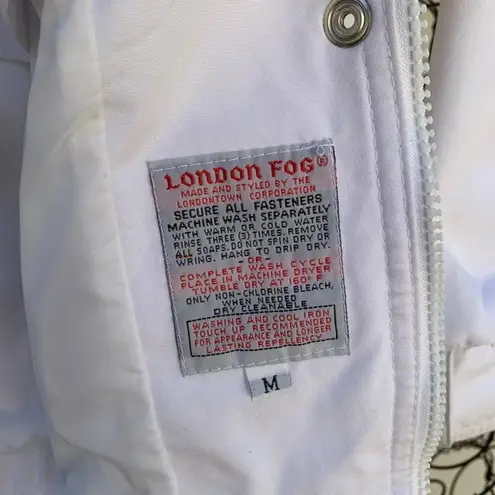 LONDON FOG®
MADE AND STYLED BY THE
LONDONTOWN CORPORATION
SECURE ALL FASTENERS
MACHINE WASH SEPARATELY
WITH WARM OR COLD WATER
RINSE THREE (3) TIMES. REMOVE
ALL SOAPS. DO NOT SPIN DRY OR
WRING. HANG TO DRIP DRY.
-OR-
COMPLETE WASH CYCLE
PLACE IN MACHINE DRYER
TUMBLE DRY AT 160° F
ONLY NON-CHLORINE BLEACH,
WHEN NEEDED
DRY CLEANABLE
WASHING AND COOL IRON
TOUCH UP RECOMMENDED
FOR APPEARANCE AND LONGER
LASTING REPELLENCY
M